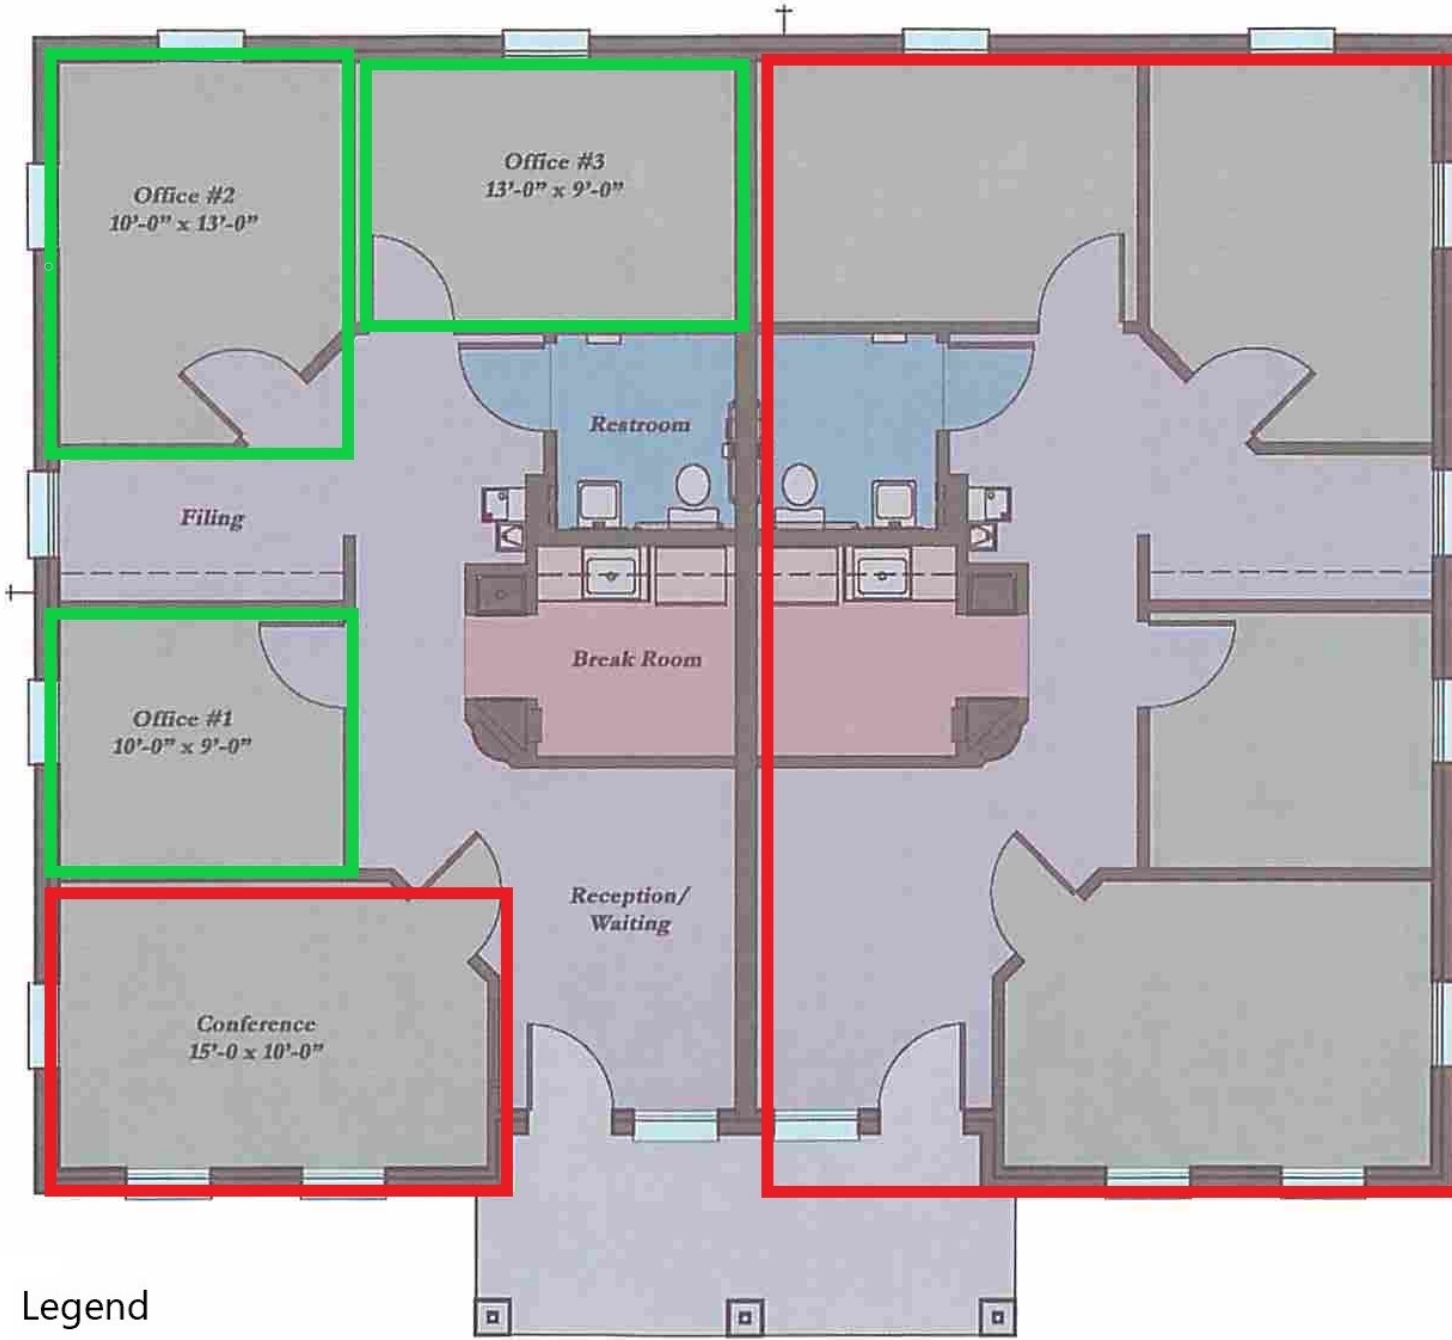 Office #2
10'-0" x 13'-0"
Office #3
13'-0" x 9'-0"
Restroom
Filing
Break Room
Office #1
10'-0" x 9'-0"
Reception/
Waiting
Conference
15'-0 x 10'-0"
Legend